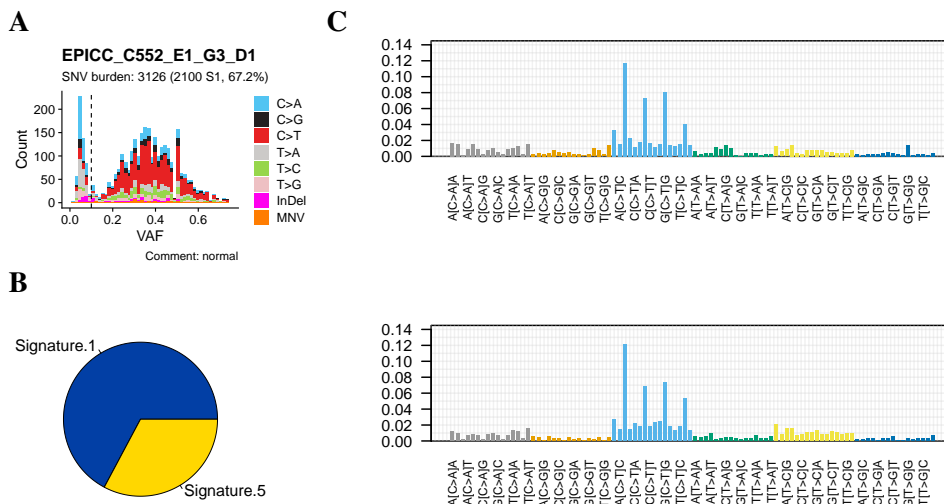 A
EPICC_C552_E1_G3_D1
SNV burden: 3126 (2100 S1, 67.2%)
Count
200
150
100
50
0
0.0 0.2 0.4 0.6
VAF
Comment: normal
C>A
C>G
C>T
T>A
T>C
T>G
InDel
MNV
B
Signature.1
Signature.5
C
0.14
0.12
0.10
0.08
0.06
0.04
0.02
0.00
A[C>A]A
A[C>A]T
C[C>A]G
G[C>A]C
T[C>A]A
T[C>A]T
A[C>G]G
C[C>G]C
G[C>G]A
G[C>G]T
T[C>G]G
A[C>T]C
C[C>T]A
C[C>T]T
G[C>T]G
T[C>T]C
A[T>A]A
A[T>A]T
C[T>A]G
G[T>A]C
T[T>A]A
T[T>A]T
A[T>C]G
C[T>C]C
G[T>C]A
G[T>C]T
T[T>C]G
A[T>G]C
C[T>G]A
C[T>G]T
G[T>G]G
T[T>G]C
0.14
0.12
0.10
0.08
0.06
0.04
0.02
0.00
A[C>A]A
A[C>A]T
C[C>A]G
G[C>A]C
T[C>A]A
T[C>A]T
A[C>G]G
C[C>G]C
G[C>G]A
G[C>G]T
T[C>G]G
A[C>T]C
C[C>T]A
C[C>T]T
G[C>T]G
T[C>T]C
A[T>A]A
A[T>A]T
C[T>A]G
G[T>A]C
T[T>A]A
T[T>A]T
A[T>C]G
C[T>C]C
G[T>C]A
G[T>C]T
T[T>C]G
A[T>G]C
C[T>G]A
C[T>G]T
G[T>G]G
T[T>G]C